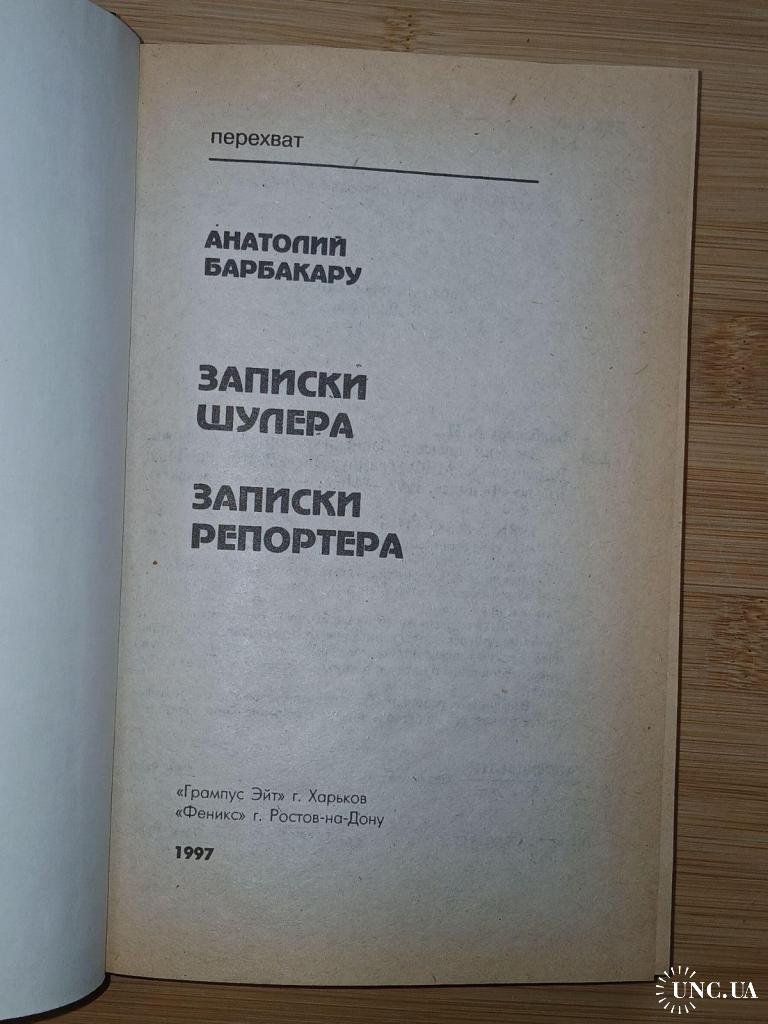 перехват
АНАТОЛИЙ
БАРБАКАРУ
ЗАПИСКИ
ШУЛЕРА
ЗАПИСКИ
РЕПОРТЕРА
«Грампус Эйт» г. Харьков
«Феникс» г. Ростов-на-Дону
1997
UNC.UA